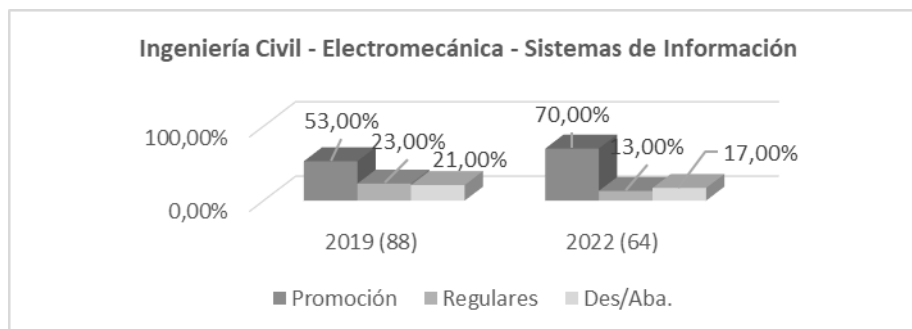 Ingeniería Civil - Electromecánica - Sistemas de Información
100,00%
0,00%
53,00%
23,00%
21,00%
70,00%
13,00%
17,00%
2019 (88)
2022 (64)
Promoción
Regulares
Des/Aba.